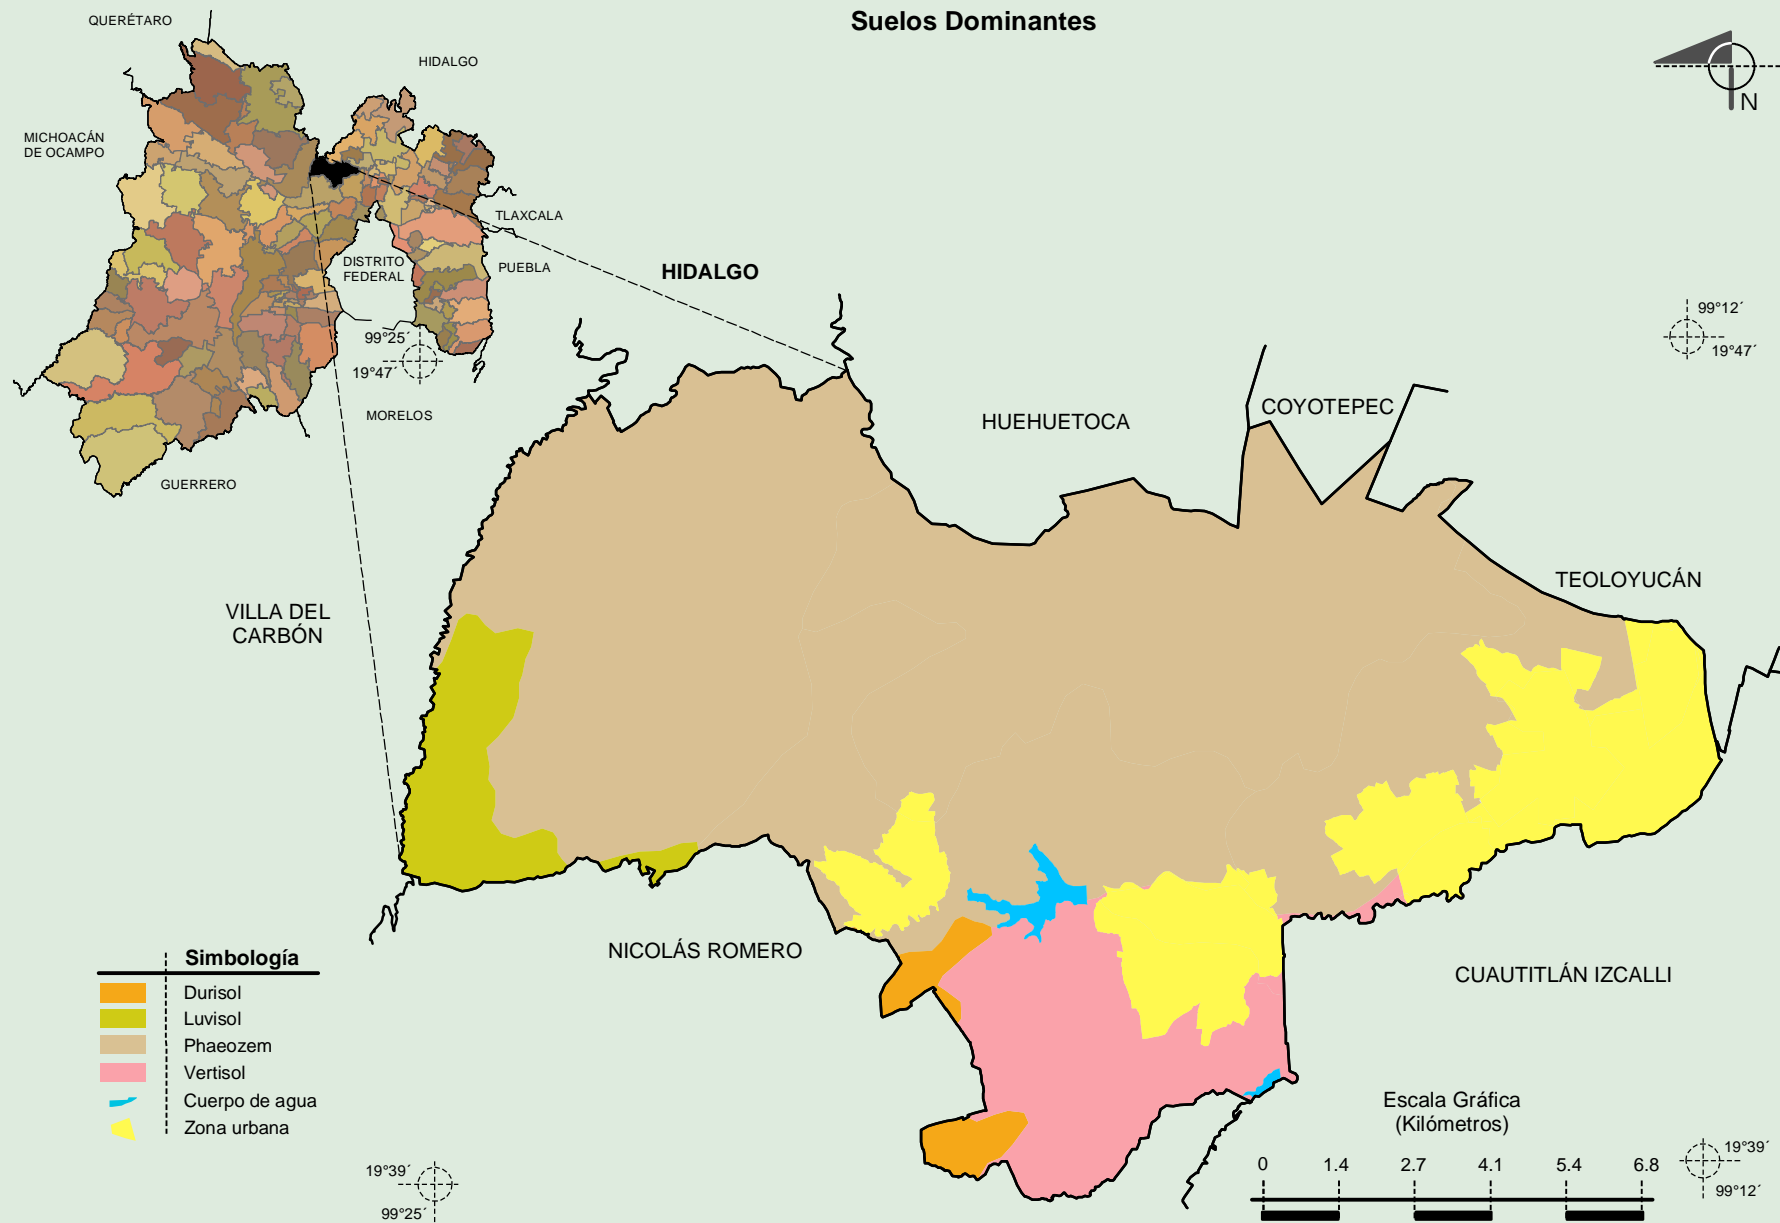 Suelos Dominantes
QUERÉTARO
HIDALGO
MICHOACÁN
DE OCAMPO
TLAXCALA
DISTRITO
FEDERAL
PUEBLA
MORELOS
GUERRERO
N
99°25´
19°47´
99°12´
19°47´
HIDALGO
HUEHUETOCA
COYOTEPEC
TEOLOYUCÁN
VILLA DEL
CARBÓN
NICOLÁS ROMERO
CUAUTITLÁN IZCALLI
Simbología
Durisol
Luvisol
Phaeozem
Vertisol
Cuerpo de agua
Zona urbana
19°39´
99°25´
Escala Gráfica
(Kilómetros)
0 1.4 2.7 4.1 5.4 6.8
19°39´
99°12´